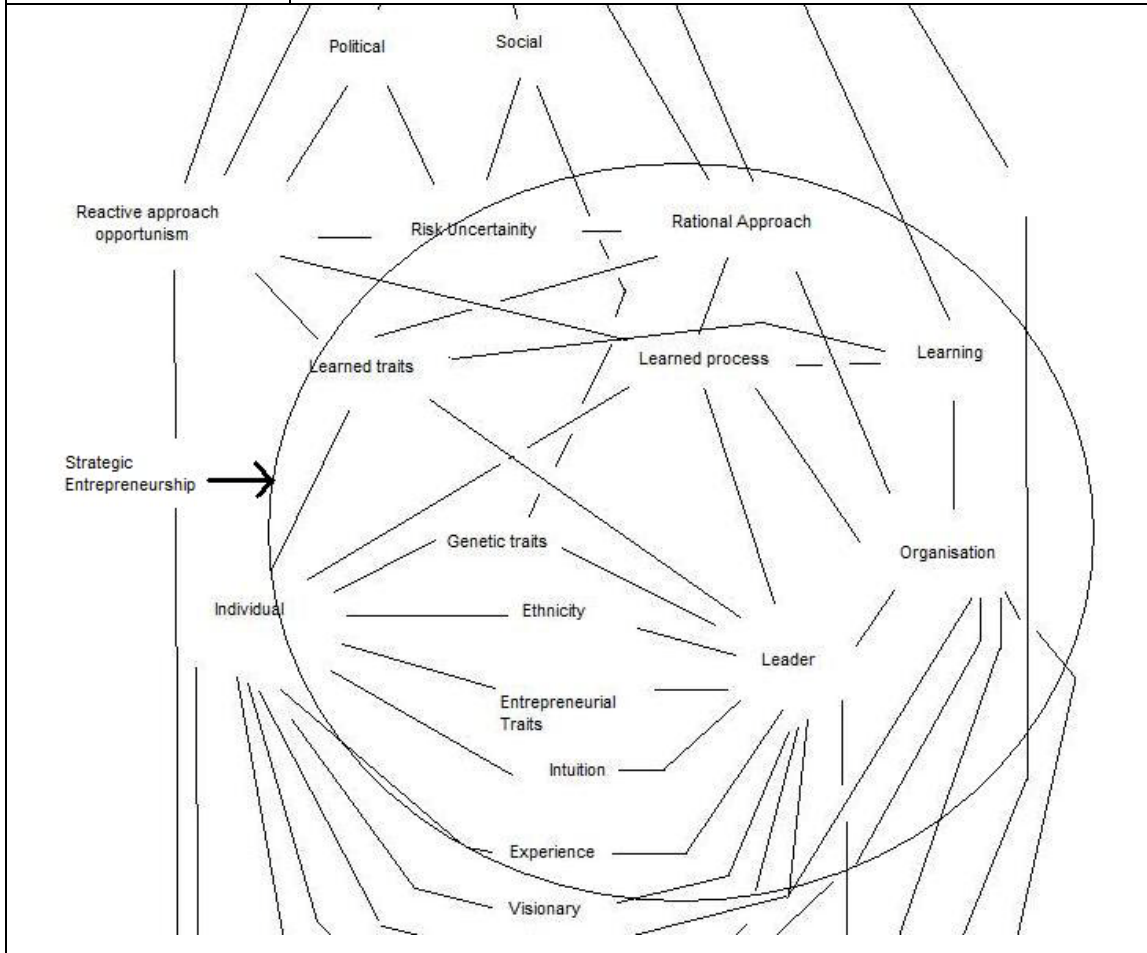 Political
Social
Reactive approach
opportunism
Risk Uncertainity
Rational Approach
Learned traits
Learned process
Learning
Strategic
Entrepreneurship
Genetic traits
Organisation
Individual
Ethnicity
Leader
Entrepreneurial
Traits
Intuition
Experience
Visionary